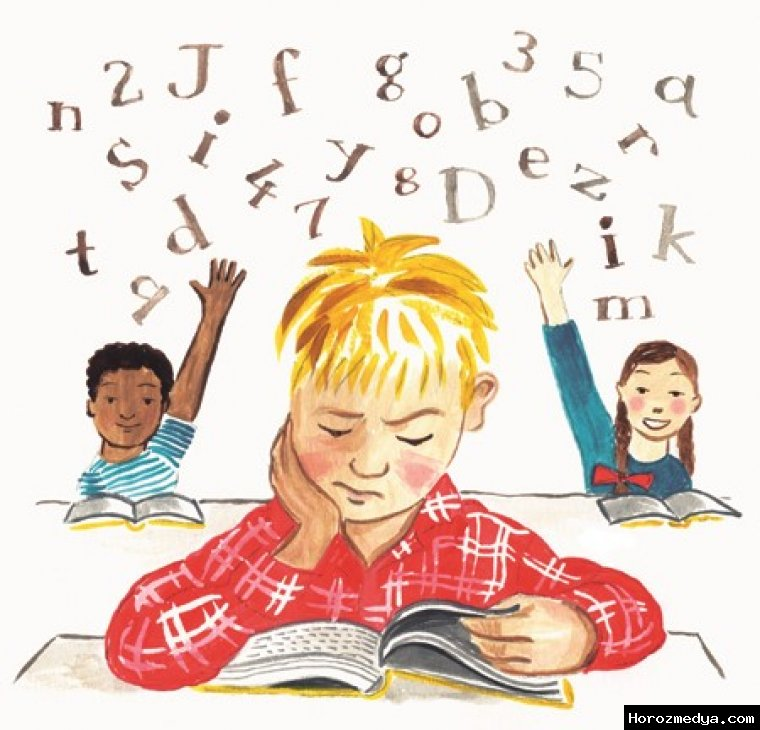 n 2 J f g o b 3 5 a
S i 4 7 y 8 D e z r
t d i k
m
Horozmedya.com